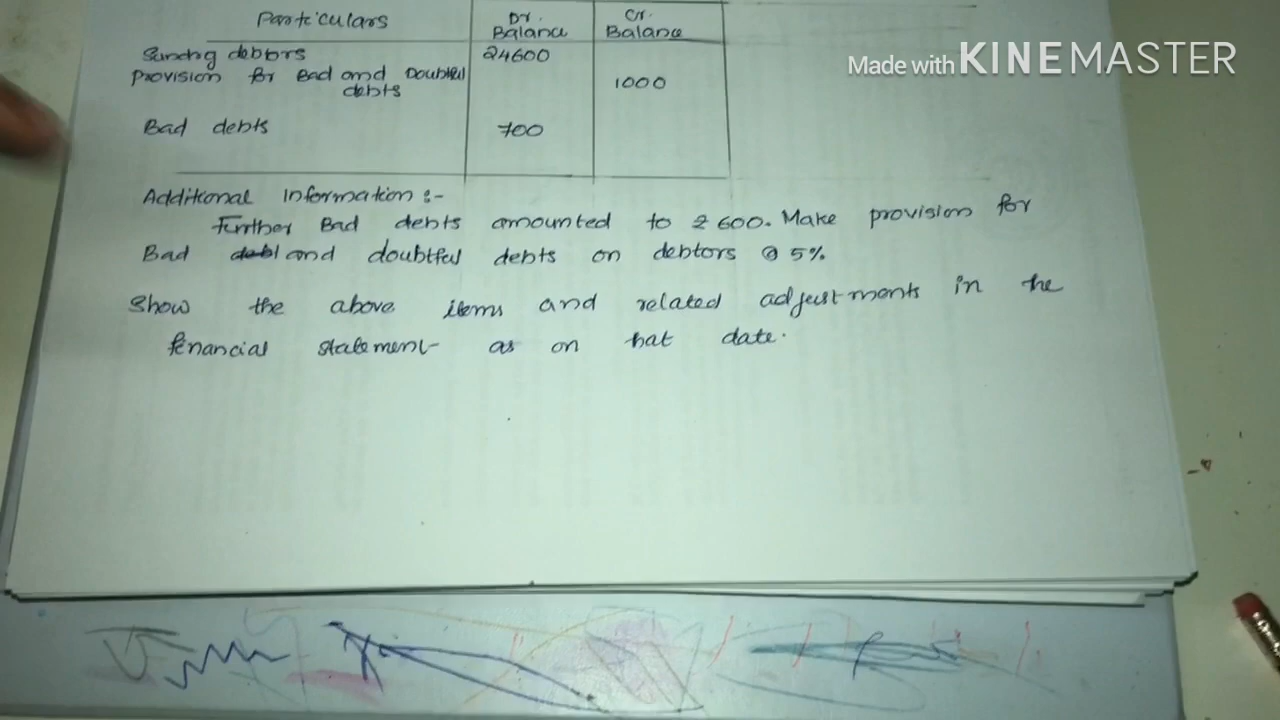 Particulars Dr. Balance Cr. Balance
Sundry debtors 24600
Provision for Bad and Doubtful debts 1000
Bad debts 700
Additional Information :-
Further Bad debts amounted to ₹ 600. Make provision for
Bad debt and doubtful debts on debtors @ 5%
Show the above items and related adjustments in the
financial statement as on that date.
Made with KINEMASTER